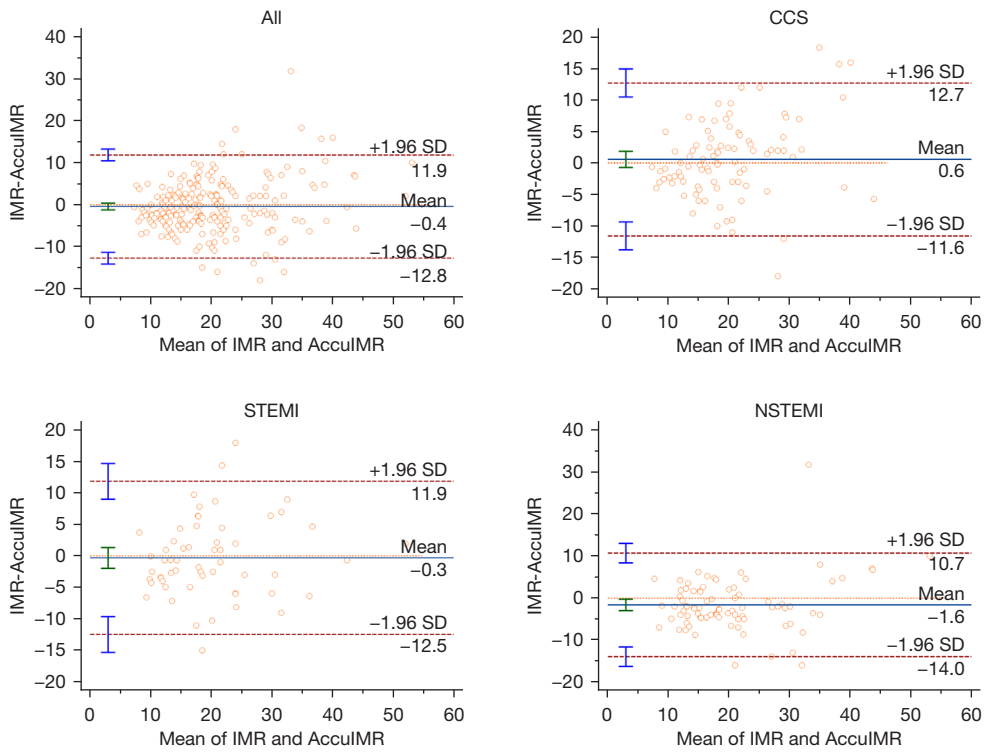 All
IMR-AccuIMR
40
30
20
10
0
−10
−20
+1.96 SD
11.9
Mean
−0.4
−1.96 SD
−12.8
0 10 20 30 40 50 60
Mean of IMR and AccuIMR
CCS
IMR-AccuIMR
20
15
10
5
0
−5
−10
−15
−20
+1.96 SD
12.7
Mean
0.6
−1.96 SD
−11.6
0 10 20 30 40 50 60
Mean of IMR and AccuIMR
STEMI
IMR-AccuIMR
20
15
10
5
0
−5
−10
−15
−20
+1.96 SD
11.9
Mean
−0.3
−1.96 SD
−12.5
0 10 20 30 40 50 60
Mean of IMR and AccuIMR
NSTEMI
IMR-AccuIMR
40
30
20
10
0
−10
−20
+1.96 SD
10.7
Mean
−1.6
−1.96 SD
−14.0
0 10 20 30 40 50 60
Mean of IMR and AccuIMR